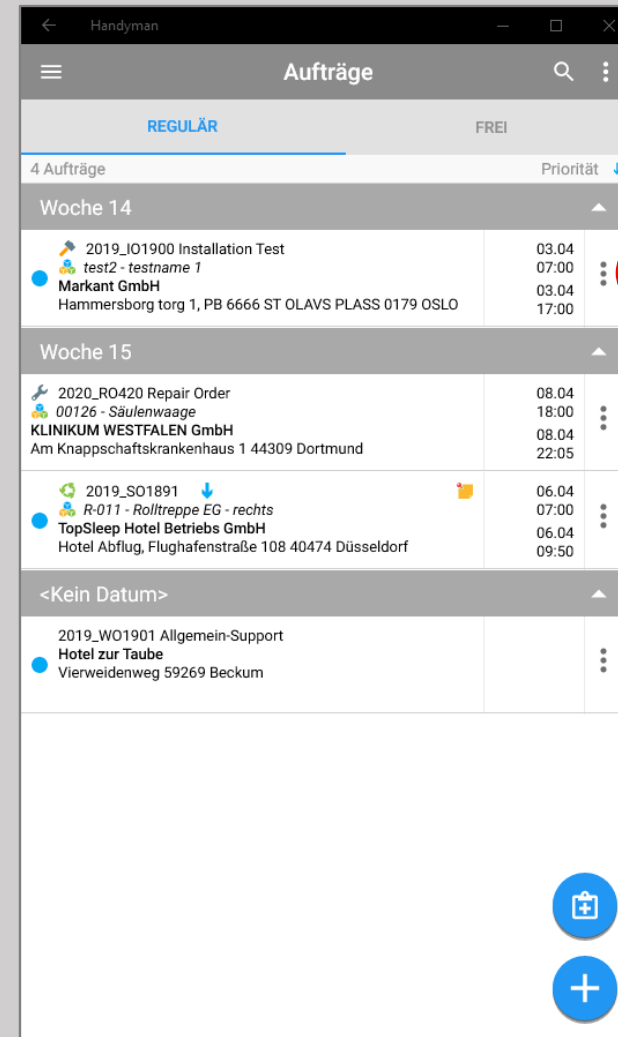 Handyman
Aufträge
REGULÄR FREI
4 Aufträge Priorität
Woche 14
2019_IO1900 Installation Test 03.04
test2 - testname 1 07:00
Markant GmbH 03.04
Hammersborg torg 1, PB 6666 ST OLAVS PLASS 0179 OSLO 17:00
Woche 15
2020_RO420 Repair Order 08.04
00126 - Säulenwaage 18:00
KLINIKUM WESTFALEN GmbH 08.04
Am Knappschaftskrankenhaus 1 44309 Dortmund 22:05
2019_SO1891 06.04
R-011 - Rolltreppe EG - rechts 07:00
TopSleep Hotel Betriebs GmbH 06.04
Hotel Abflug, Flughafenstraße 108 40474 Düsseldorf 09:50
<Kein Datum>
2019_WO1901 Allgemein-Support
Hotel zur Taube
Vierweidenweg 59269 Beckum